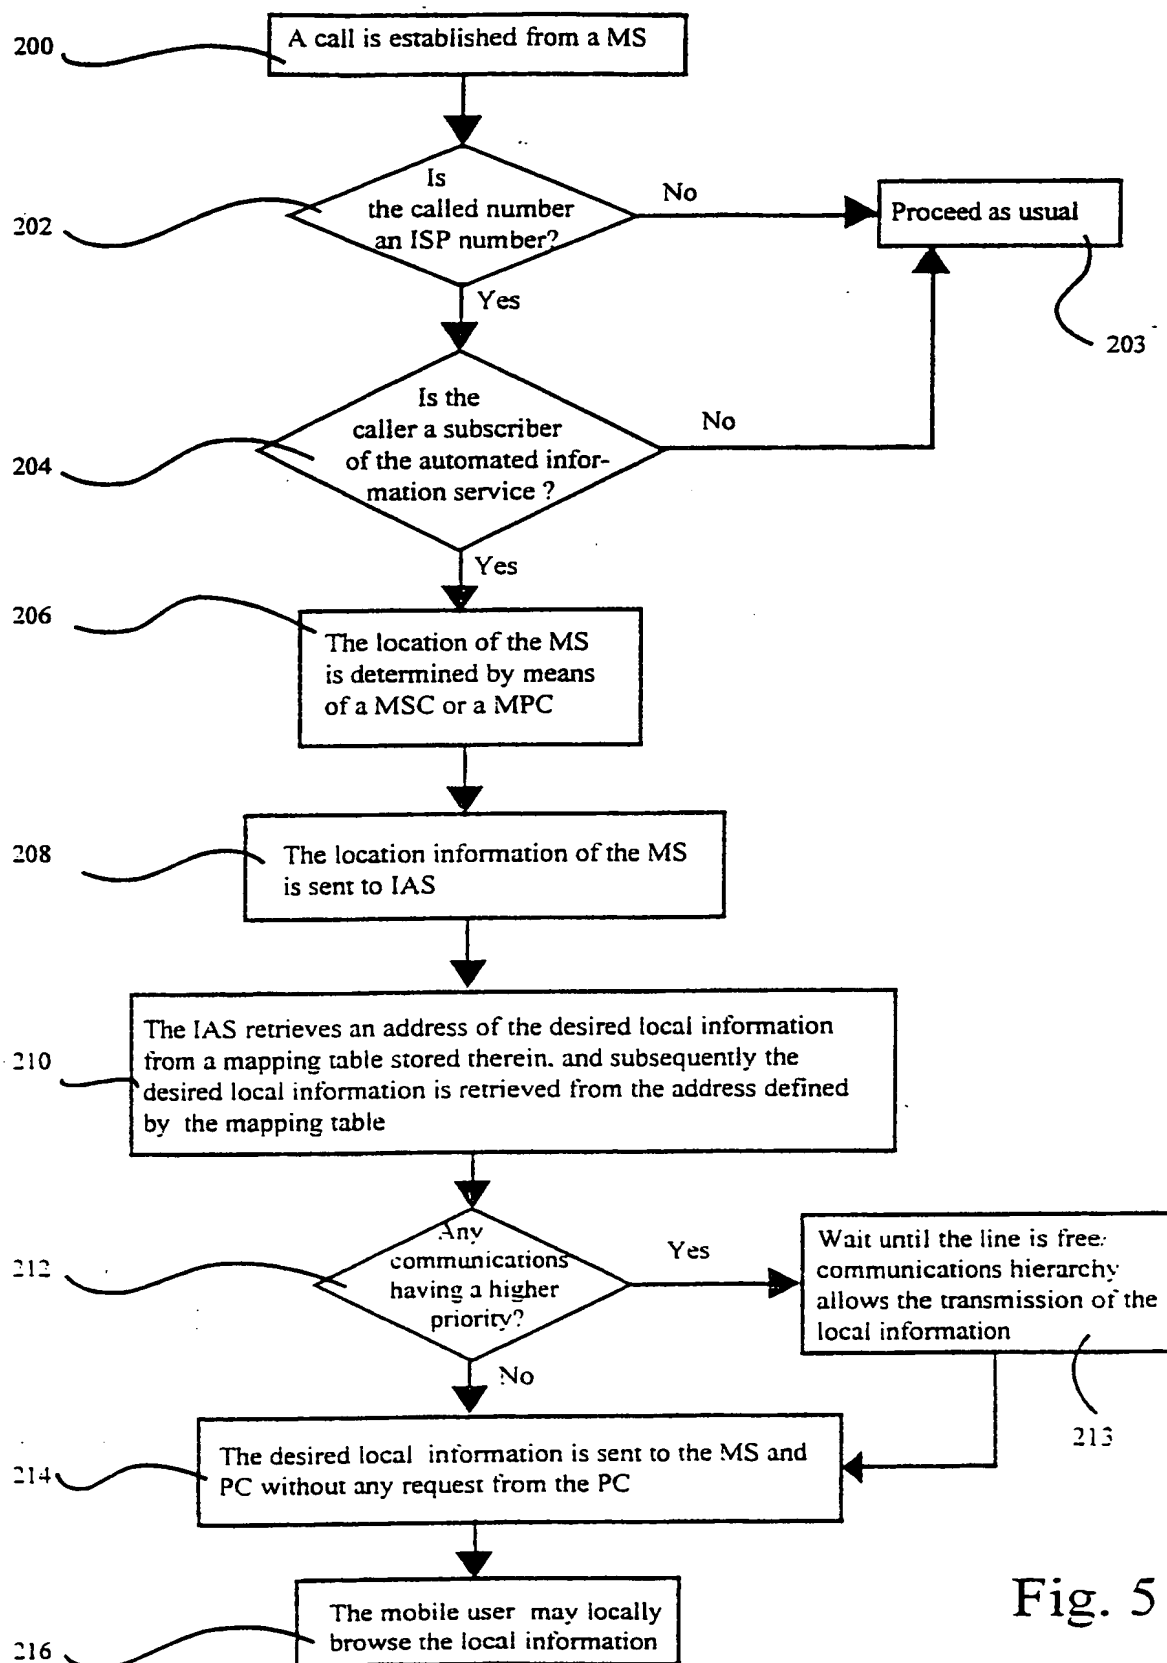 200
A call is established from a MS
Is
the called number
an ISP number?
202
No
Proceed as usual
203
Yes
Is the
caller a subscriber
of the automated infor-
mation service ?
204
No
Yes
206
The location of the MS
is determined by means
of a MSC or a MPC
208
The location information of the MS
is sent to IAS
210
The IAS retrieves an address of the desired local information
from a mapping table stored therein. and subsequently the
desired local information is retrieved from the address defined
by the mapping table
212
Any
communications
having a higher
priority?
Yes
Wait until the line is free/
communications hierarchy
allows the transmission of the
local information
213
No
214
The desired local information is sent to the MS and
PC without any request from the PC
216
The mobile user may locally
browse the local information
Fig. 5